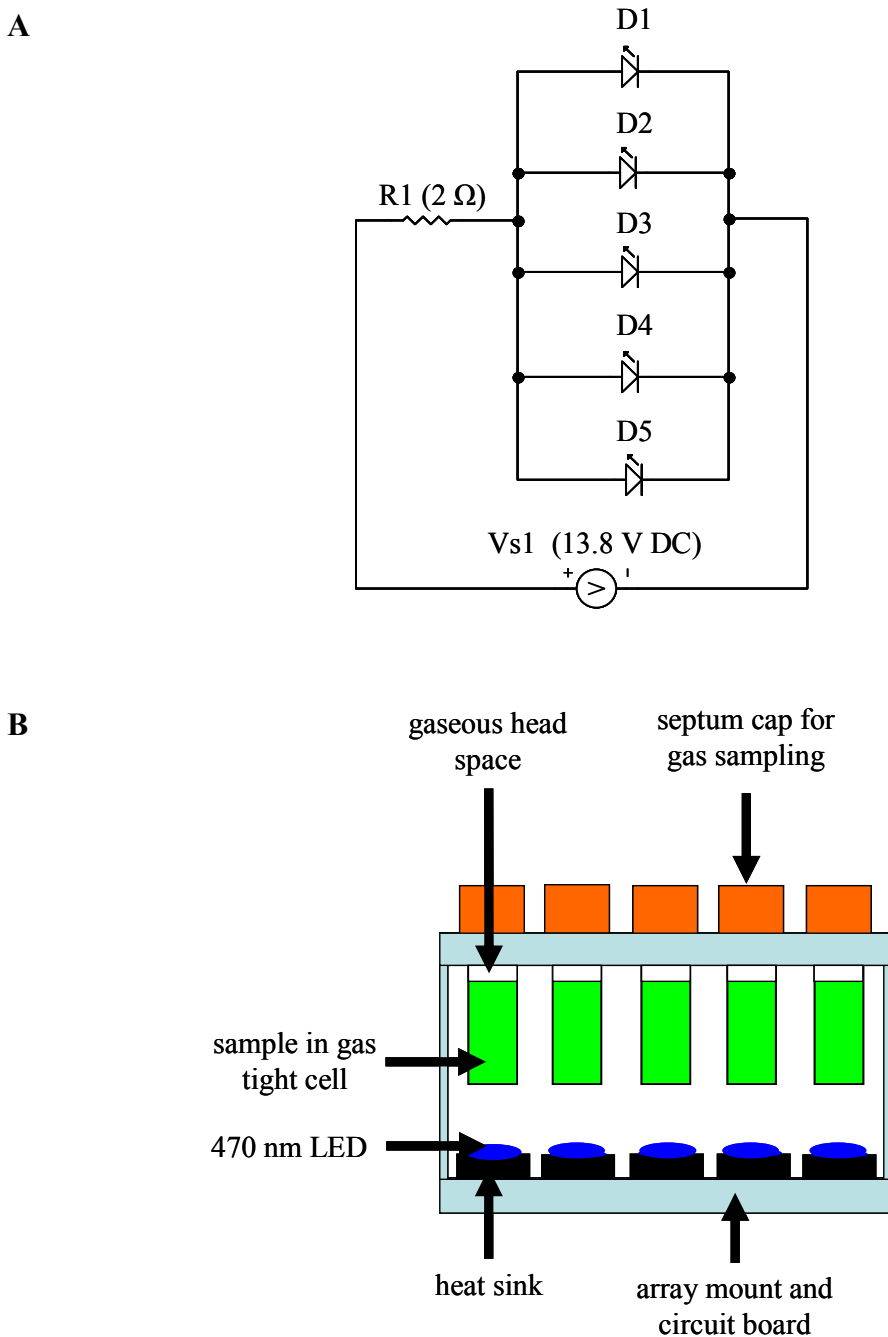 A
D1
D2
R1 (2 Ω)
D3
D4
D5
Vs1 (13.8 V DC)
+
-
V
B
gaseous head
space
septum cap for
gas sampling
sample in gas
tight cell
470 nm LED
heat sink
array mount and
circuit board